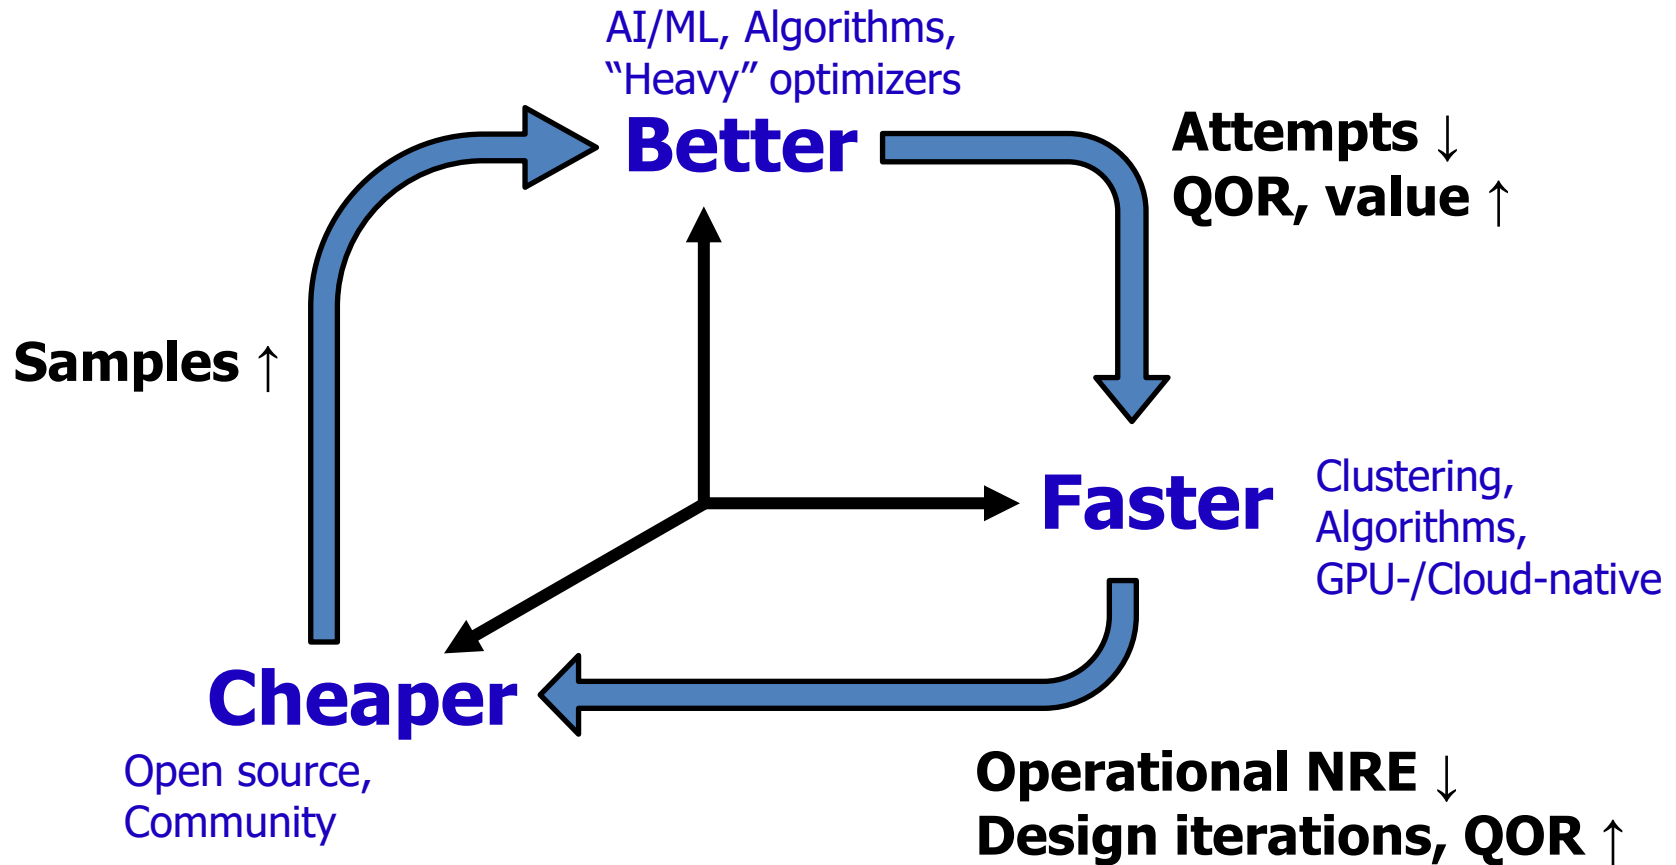 AI/ML, Algorithms,
“Heavy” optimizers
Better
Attempts ↓
QOR, value ↑
Samples ↑
Faster
Clustering,
Algorithms,
GPU-/Cloud-native
Cheaper
Open source,
Community
Operational NRE ↓
Design iterations, QOR ↑